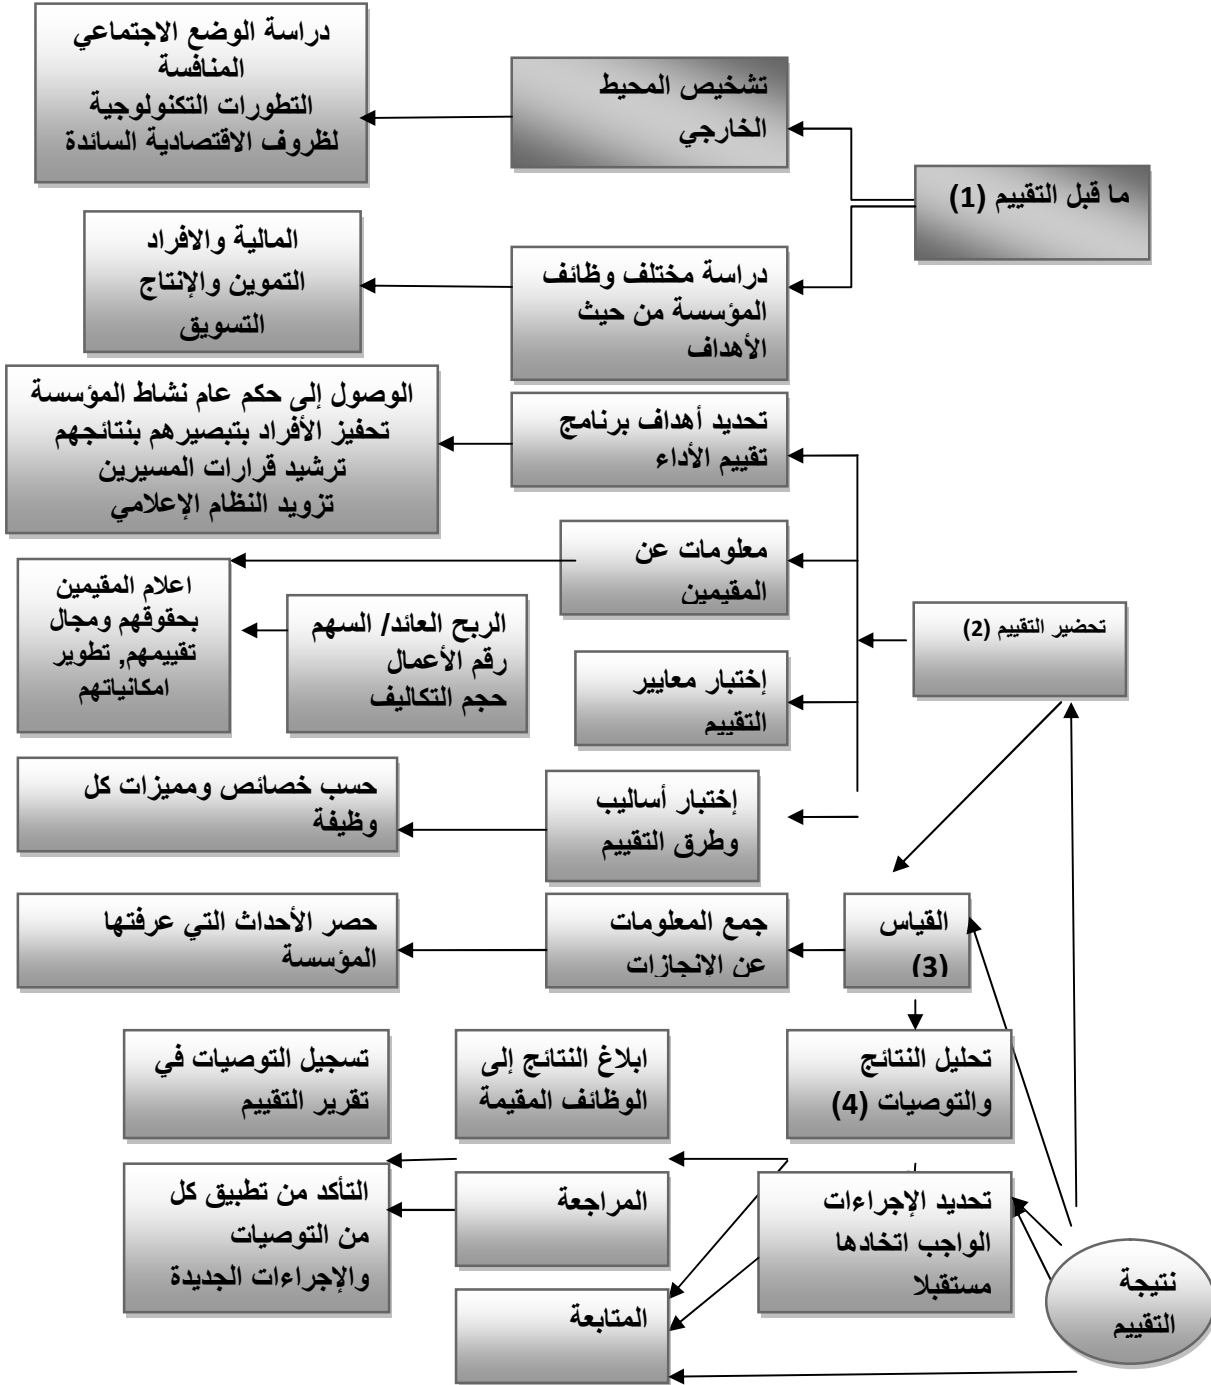 ما قبل التقييم (1)
تشخيص المحيط
الخارجي
دراسة الوضع الاجتماعي
المنافسة
التطورات التكنولوجية
لظروف الاقتصادية السائدة
دراسة مختلف وظائف
المؤسسة من حيث
الأهداف
المالية والافراد
التموين والإنتاج
التسويق
تحضير التقييم (2)
تحديد أهداف برنامج
تقييم الأداء
الوصول إلى حكم عام نشاط المؤسسة
تحفيز الأفراد بتبصيرهم بنتائجهم
ترشيد قرارات المسيرين
تزويد النظام الإعلامي
معلومات عن
المقيمين
اعلام المقيمين
بحقوقهم ومجال
تقييمهم, تطوير
امكانياتهم
إختبار معايير
التقييم
الربح العائد/ السهم
رقم الأعمال
حجم التكاليف
إختبار أساليب
وطرق التقييم
حسب خصائص ومميزات كل
وظيفة
القياس
(3)
جمع المعلومات
عن الانجازات
حصر الأحداث التي عرفتها
المؤسسة
تحليل النتائج
والتوصيات (4)
ابلاغ النتائج إلى
الوظائف المقيمة
تسجيل التوصيات في
تقرير التقييم
تحديد الإجراءات
الواجب اتخادها
مستقبلا
المراجعة
التأكد من تطبيق كل
من التوصيات
والإجراءات الجديدة
المتابعة
نتيجة
التقييم